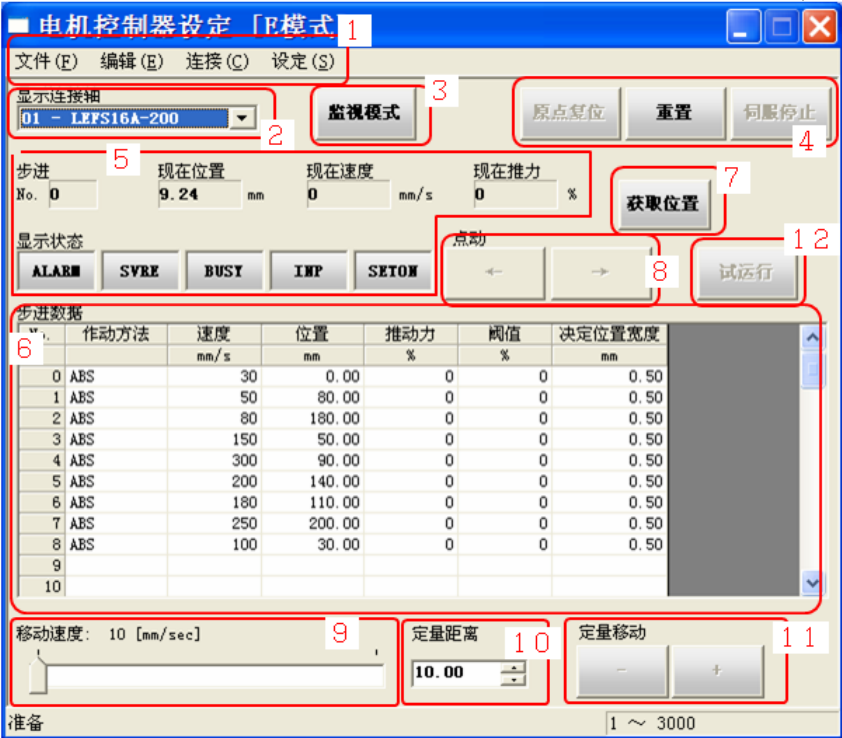 电机控制器设定 [E模式]
1
文件(F) 编辑(E) 连接(C) 设定(S)
显示连接轴
01 - LEFS16A-200
2
监视模式
3
原点复位 重置 伺服停止
4
5
步进 现在位置 现在速度 现在推力
No. 0 9.24 mm 0 mm/s 0 %
获取位置
7
显示状态
ALARM SVRE BUSY INP SETON
点动
← →
8
试运行
12
步进数据
6
No. 作动方法 速度 位置 推动力 阈值 决定位置宽度
mm/s mm % % mm
0 ABS 30 0.00 0 0 0.50
1 ABS 50 80.00 0 0 0.50
2 ABS 80 180.00 0 0 0.50
3 ABS 150 50.00 0 0 0.50
4 ABS 300 90.00 0 0 0.50
5 ABS 200 140.00 0 0 0.50
6 ABS 180 110.00 0 0 0.50
7 ABS 250 200.00 0 0 0.50
8 ABS 100 30.00 0 0 0.50
9
10
移动速度: 10 [mm/sec]
9
定量距离
10
10.00
定量移动
11
- +
准备
1 ~ 3000